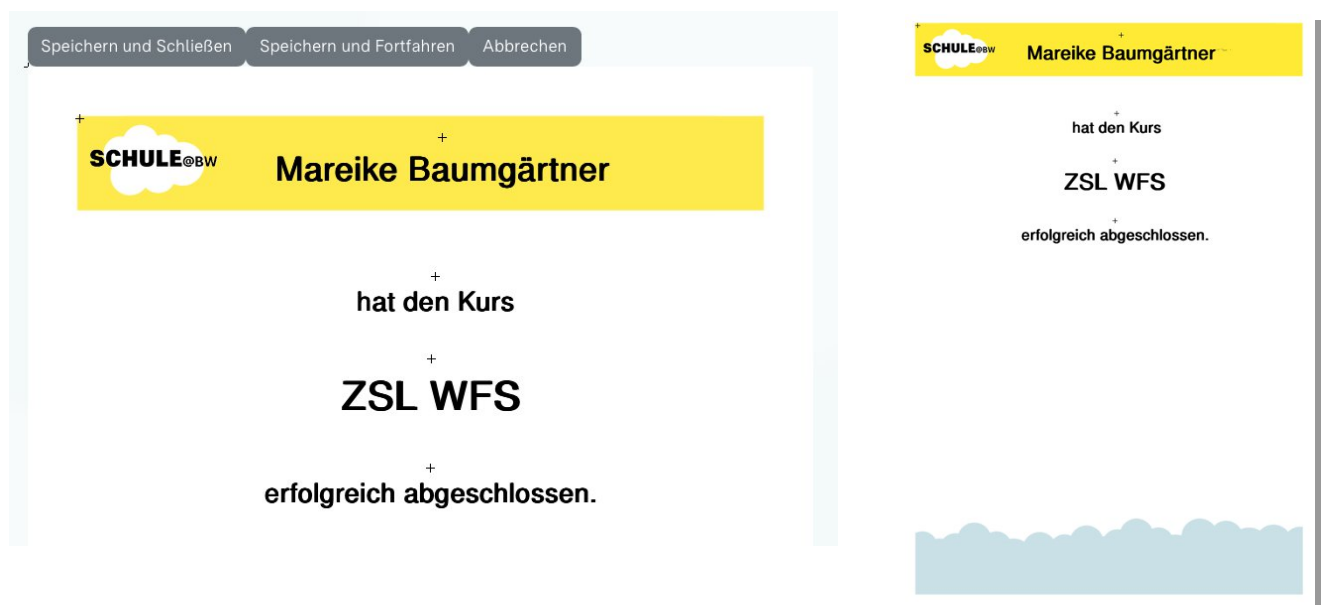 Speichern und Schließen Speichern und Fortfahren Abbrechen
SCHULE@BW
Mareike Baumgärtner
hat den Kurs
ZSL WFS
erfolgreich abgeschlossen.
SCHULE@BW
Mareike Baumgärtner
hat den Kurs
ZSL WFS
erfolgreich abgeschlossen.